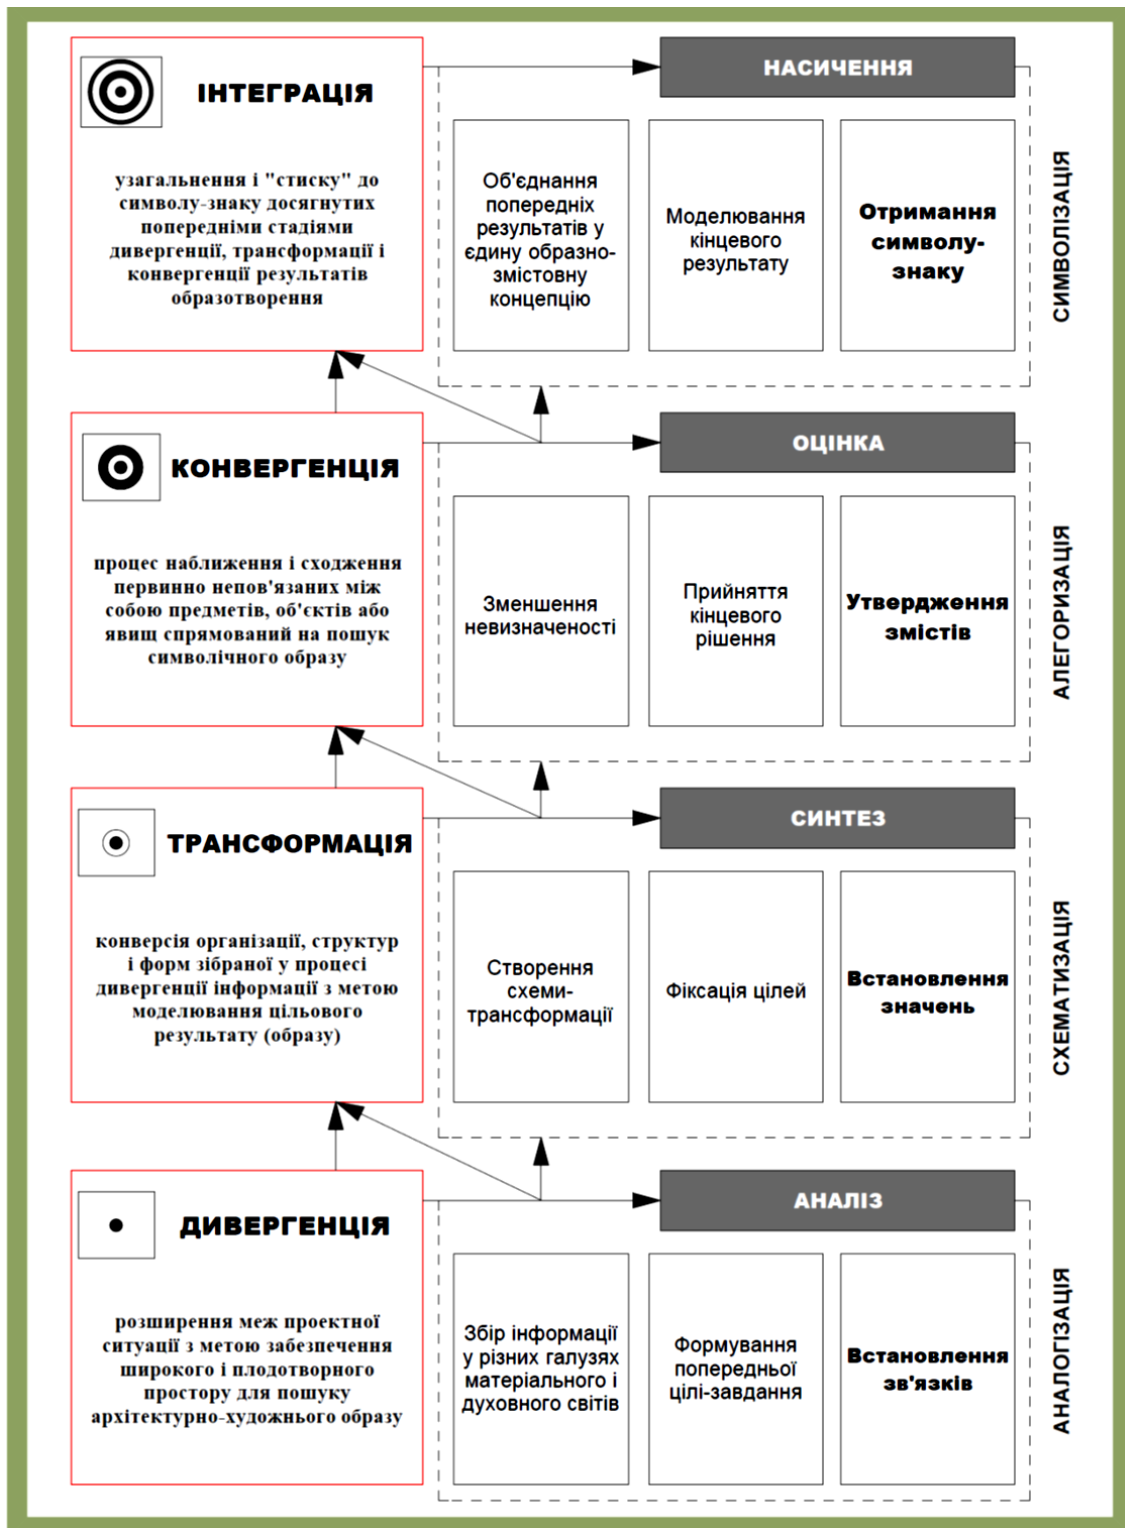 ІНТЕГРАЦІЯ
узагальнення і "стиску" до
символу-знаку досягнутих
попередніми стадіями
дивергенції, трансформації і
конвергенції результатів
образотворення
НАСИЧЕННЯ
Об'єднання
попередніх
результатів у
єдину образно-
змістовну
концепцію
Моделювання
кінцевого
результату
Отримання
символу-
знаку
СИМВОЛІЗАЦІЯ
КОНВЕРГЕНЦІЯ
процес наближення і сходження
первинно непов'язаних між
собою предметів, об'єктів або
явищ спрямований на пошук
символічного образу
ОЦІНКА
Зменшення
невизначеності
Прийняття
кінцевого
рішення
Утвердження
змістів
АЛЕГОРИЗАЦІЯ
ТРАНСФОРМАЦІЯ
конверсія організації, структур
і форм зібраної у процесі
дивергенції інформації з метою
моделювання цільового
результату (образу)
СИНТЕЗ
Створення
схеми-
трансформації
Фіксація цілей
Встановлення
значень
СХЕМАТИЗАЦІЯ
ДИВЕРГЕНЦІЯ
розширення меж проектної
ситуації з метою забезпечення
широкого і плодотворного
простору для пошуку
архітектурно-художнього образу
АНАЛІЗ
Збір інформації
у різних галузях
матеріального і
духовного світів
Формування
попередньої
цілі-завдання
Встановлення
зв'язків
АНАЛОГІЗАЦІЯ